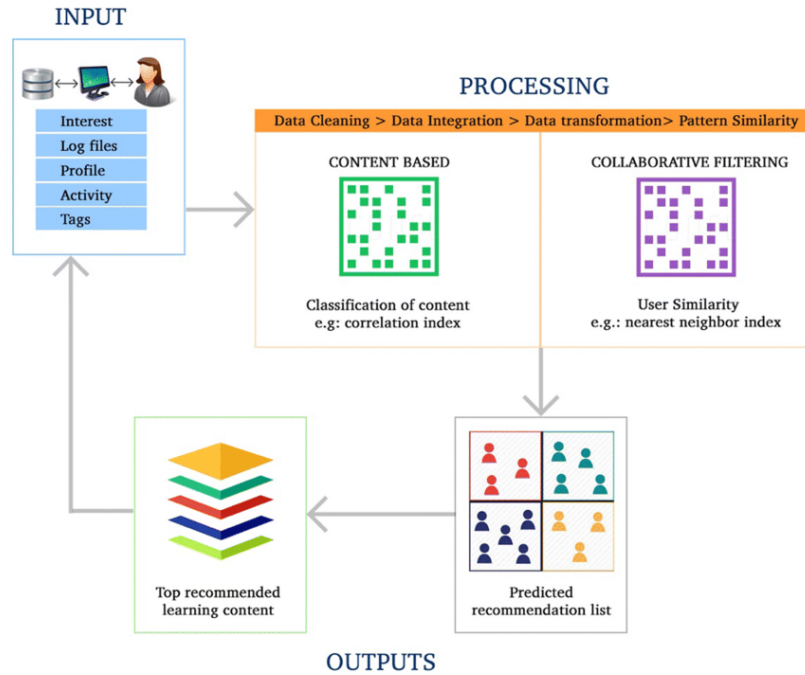 INPUT
Interest
Log files
Profile
Activity
Tags
PROCESSING
Data Cleaning > Data Integration > Data transformation> Pattern Similarity
CONTENT BASED
Classification of content
e.g: correlation index
COLLABORATIVE FILTERING
User Similarity
e.g.: nearest neighbor index
Top recommended
learning content
Predicted
recommendation list
OUTPUTS